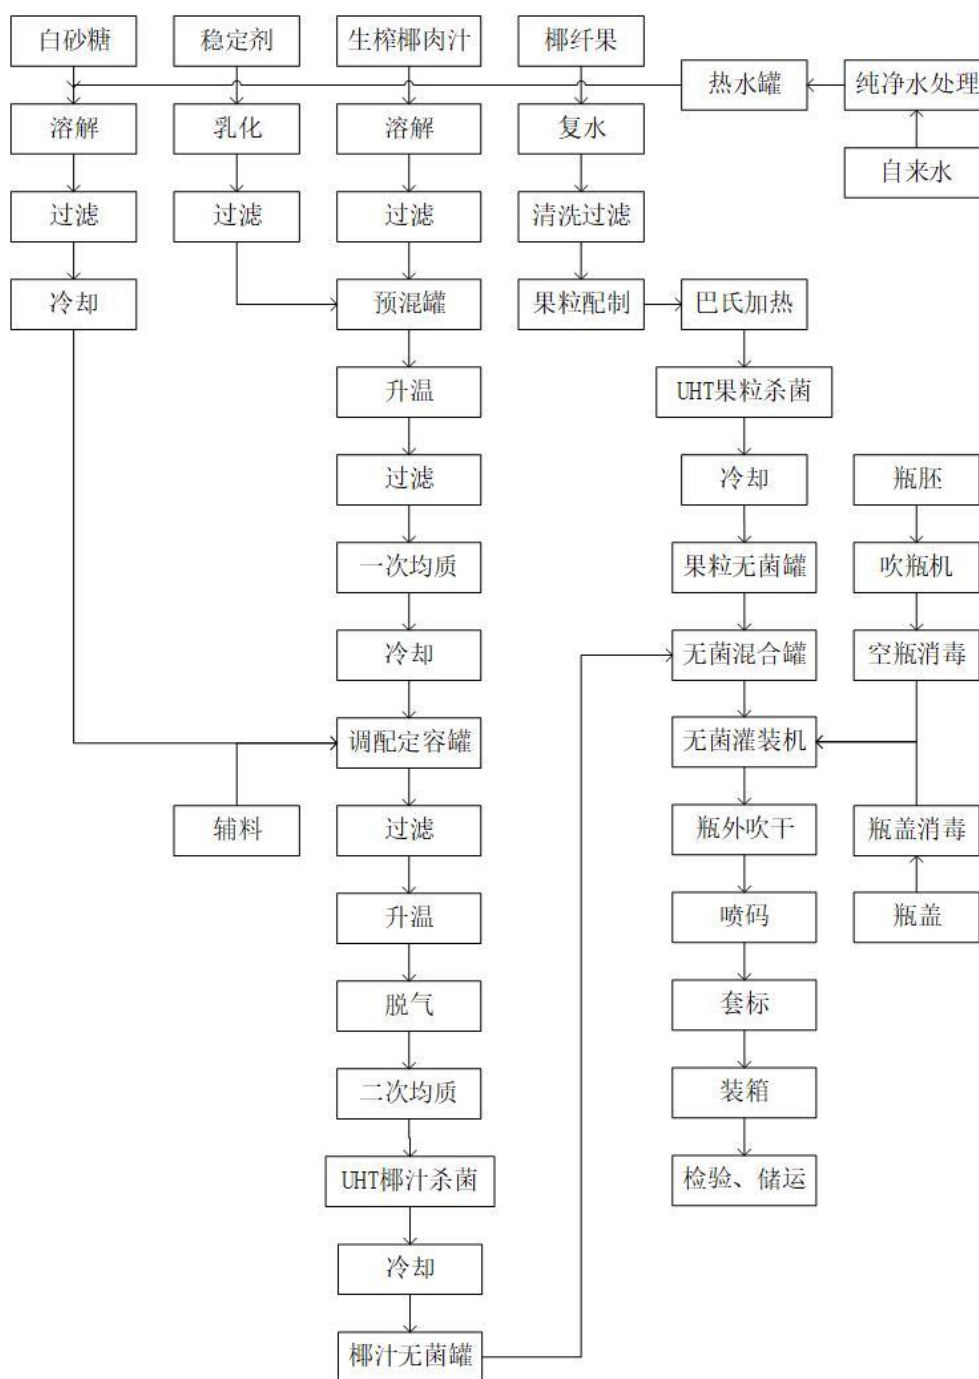 白砂糖
稳定剂
生榨椰肉汁
椰纤果
热水罐
纯净水处理
溶解
乳化
溶解
复水
自来水
过滤
过滤
过滤
清洗过滤
冷却
预混罐
果粒配制
巴氏加热
升温
UHT果粒杀菌
过滤
冷却
瓶胚
一次均质
果粒无菌罐
吹瓶机
冷却
无菌混合罐
空瓶消毒
调配定容罐
无菌灌装机
辅料
过滤
瓶外吹干
瓶盖消毒
升温
喷码
瓶盖
脱气
套标
二次均质
装箱
UHT椰汁杀菌
检验、储运
冷却
椰汁无菌罐